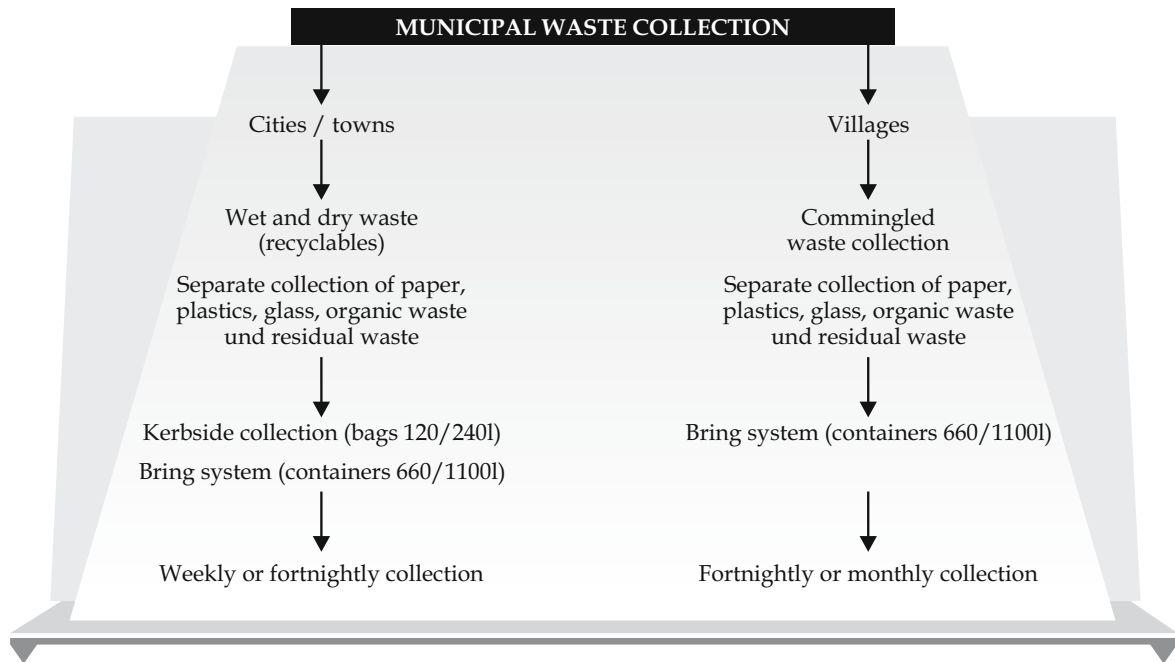 MUNICIPAL WASTE COLLECTION
Cities / towns
Wet and dry waste
(recyclables)
Separate collection of paper,
plastics, glass, organic waste
und residual waste
Kerbside collection (bags 120/240l)
Bring system (containers 660/1100l)
Weekly or fortnightly collection
Villages
Commingled
waste collection
Separate collection of paper,
plastics, glass, organic waste
und residual waste
Bring system (containers 660/1100l)
Fortnightly or monthly collection